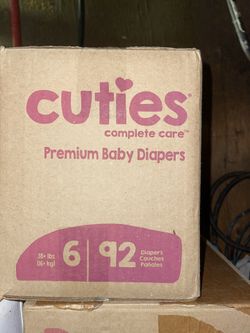 cuties®
complete care™
Premium Baby Diapers
35+ lbs
(16+ kg)
6
92
Diapers
Couches
Pañales